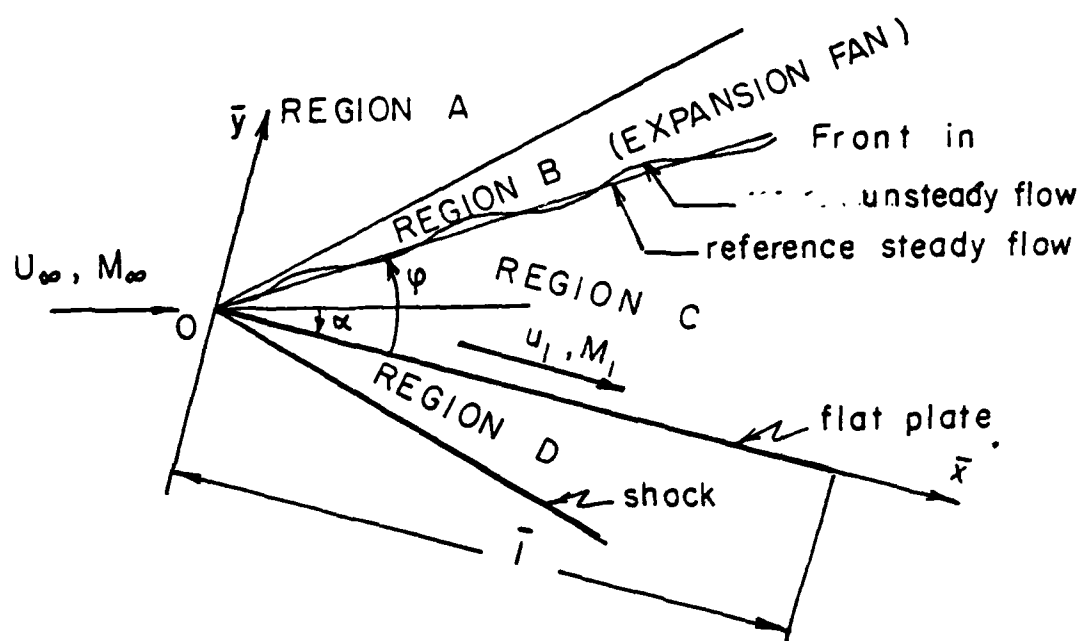 ȳ REGION A
REGION B (EXPANSION FAN)
Front in
unsteady flow
reference steady flow
U∞, M∞
O
φ
α
REGION C
u₁, M₁
REGION D
flat plate
x̄
shock
l̄